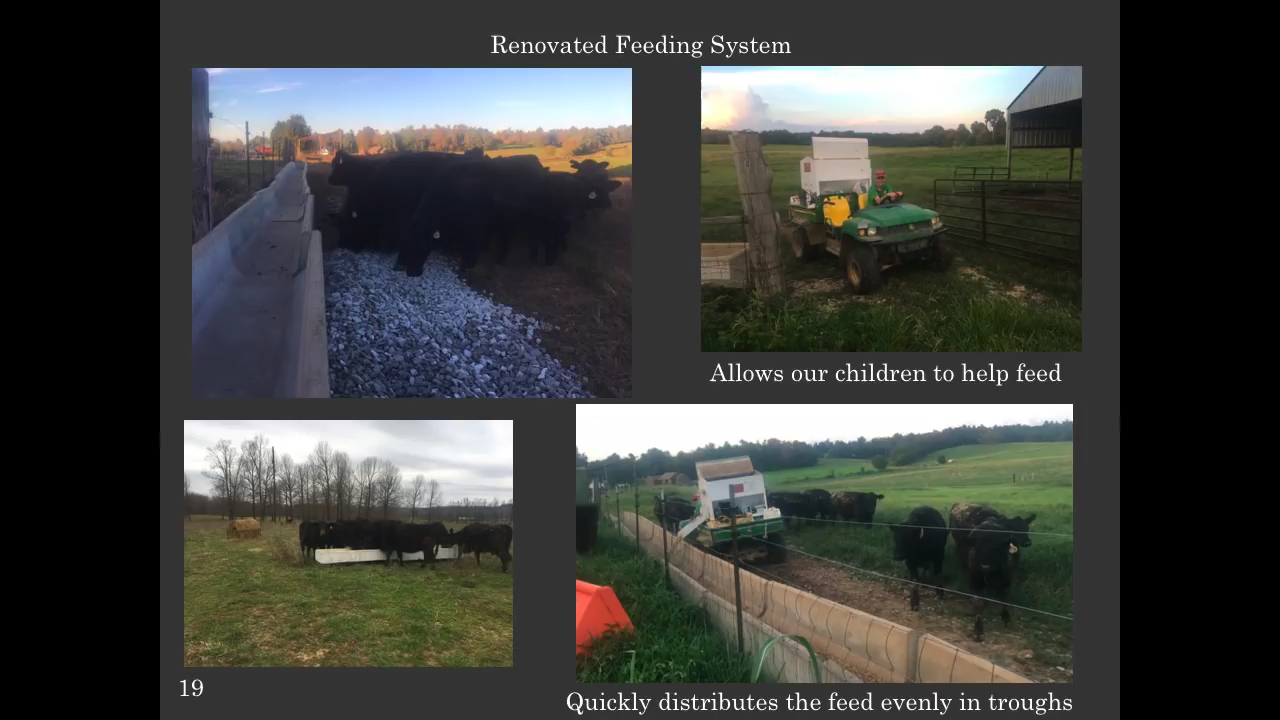 Renovated Feeding System
Allows our children to help feed
19
Quickly distributes the feed evenly in troughs